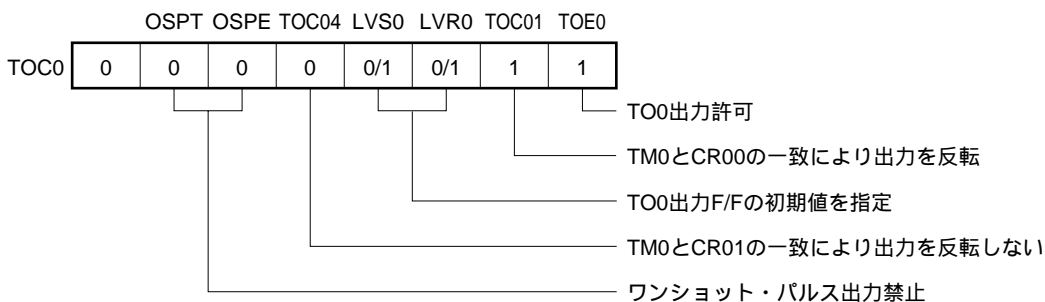 OSPT OSPE TOC04 LVS0 LVR0 TOC01 TOE0
TOC0 0 0 0 0 0/1 0/1 1 1
TO0出力許可
TM0とCR00の一致により出力を反転
TO0出力F/Fの初期値を指定
TM0とCR01の一致により出力を反転しない
ワンショット・パルス出力禁止